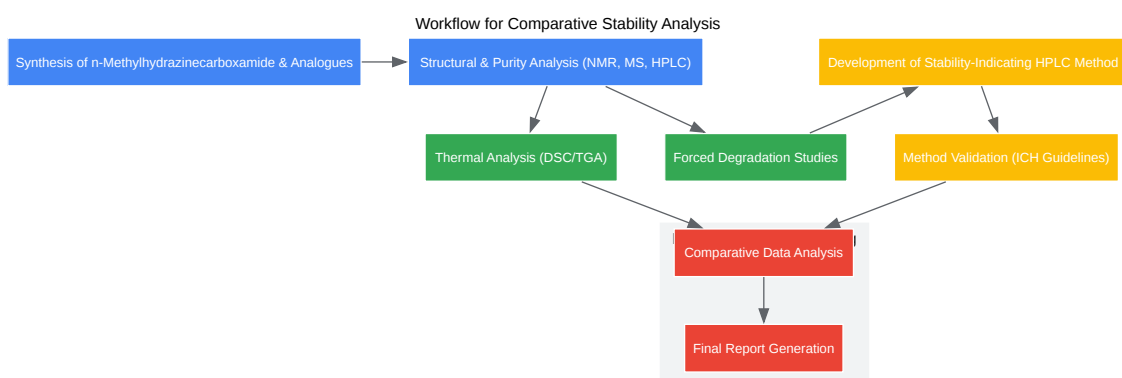 Workflow for Comparative Stability Analysis
Synthesis of n-Methylhydrazinecarboxamide & Analogues
Structural & Purity Analysis (NMR, MS, HPLC)
Development of Stability-Indicating HPLC Method
Thermal Analysis (DSC/TGA)
Forced Degradation Studies
Method Validation (ICH Guidelines)
Comparative Data Analysis
Final Report Generation